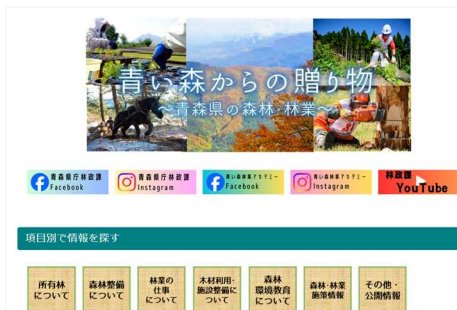 青い森からの贈り物
～青森県の森林・林業～
青森県庁林政課
Facebook
青森県庁林政課
Instagram
青い森林業アカデミー
Facebook
青い森林業アカデミー
Instagram
林政課
YouTube
項目別で情報を探す
所有林
について
森林整備
について
林業の
仕事
について
木材利用・
施設整備に
ついて
森林
環境教育
について
森林・林業
施策情報
その他・
公開情報